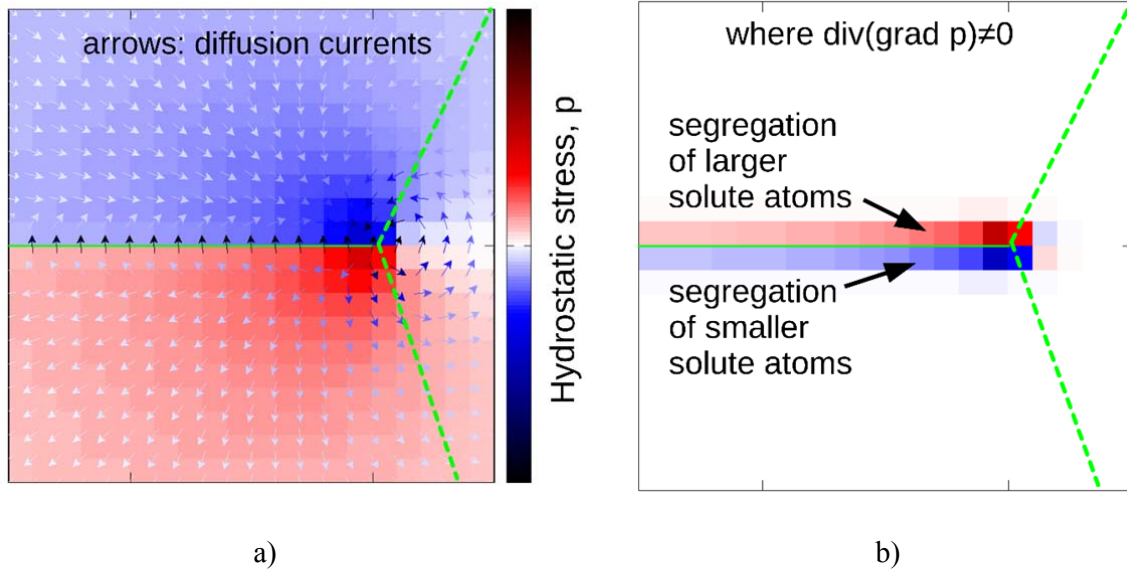 arrows: diffusion currents
Hydrostatic stress, p
where div(grad p)≠0
segregation
of larger
solute atoms
segregation
of smaller
solute atoms
a)
b)